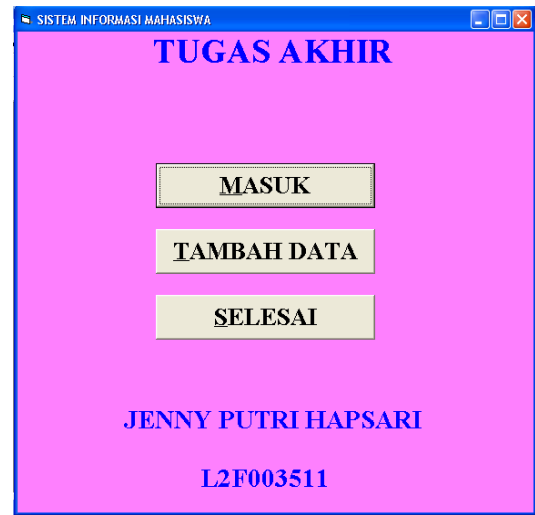 SISTEM INFORMASI MAHASISWA
TUGAS AKHIR
MASUK
TAMBAH DATA
SELESAI
JENNY PUTRI HAPSARI
L2F003511